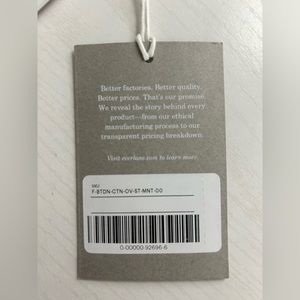 Better factories. Better quality.
Better prices. That's our promise.
We reveal the story behind every
product—from our ethical
manufacturing process to our
transparent pricing breakdown.
Visit everlane.com to learn more.
SKU
F-BTDN-CTN-OV-ST-MNT-00
0-00000-92696-6